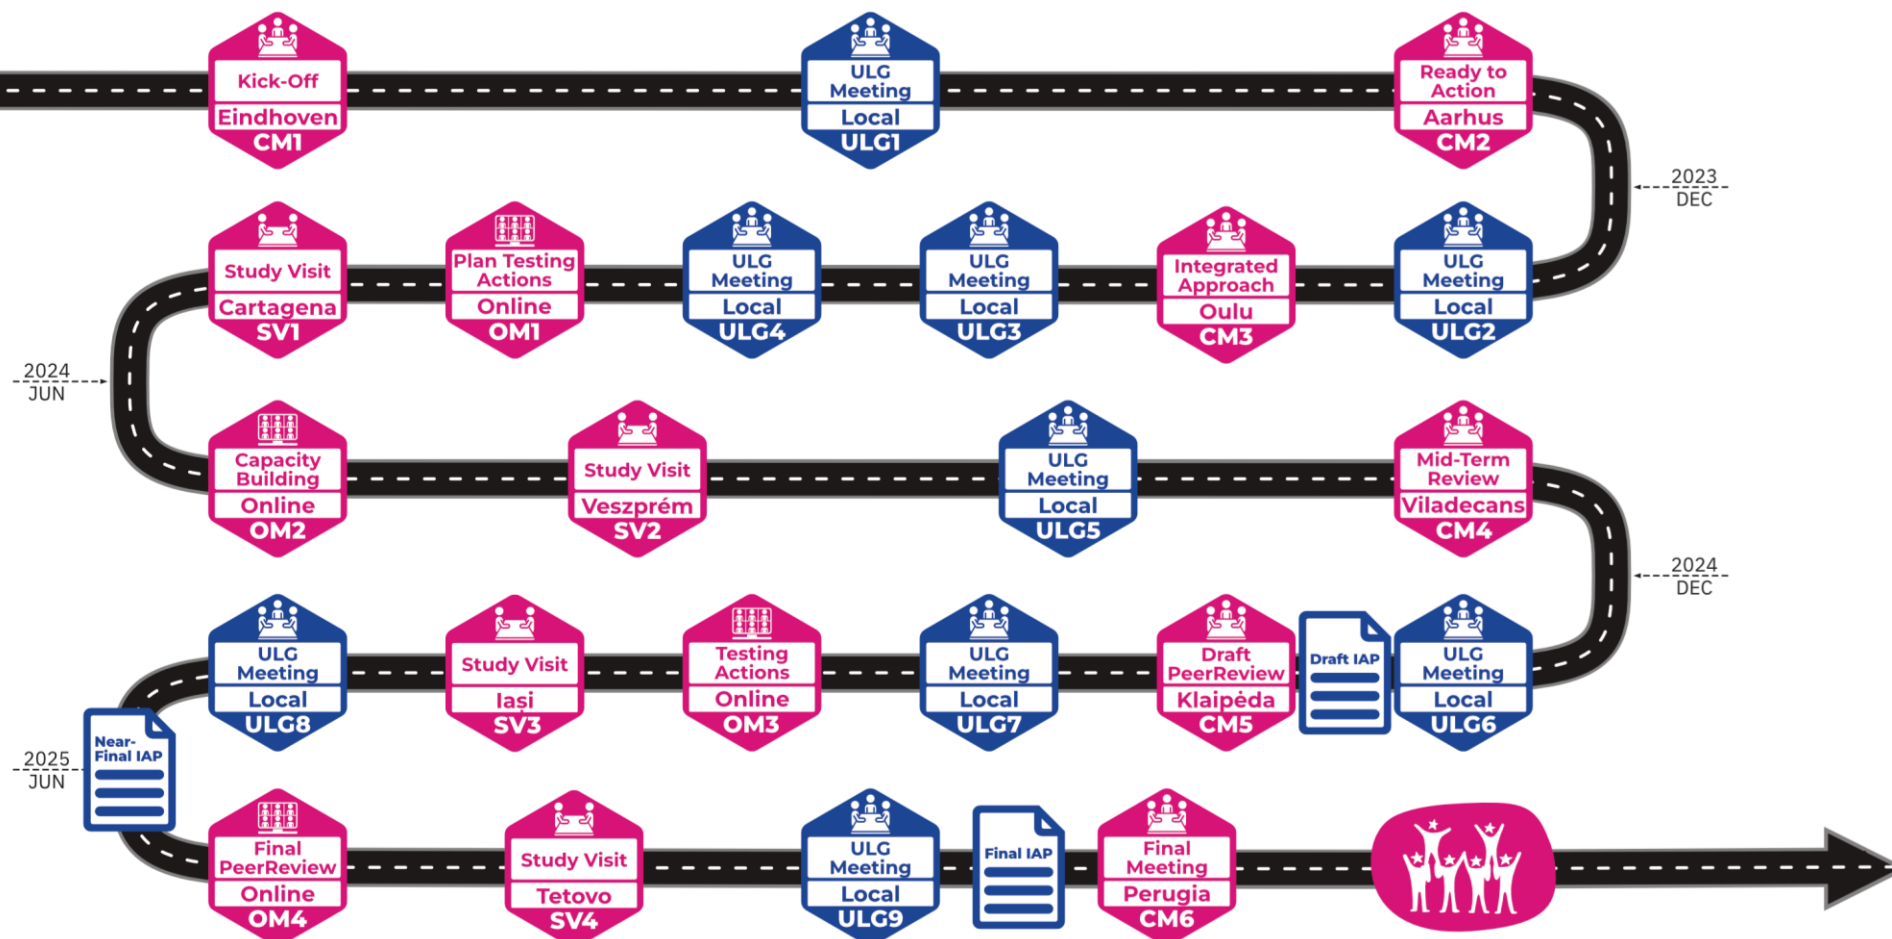 Kick-Off
Eindhoven
CM1
ULG
Meeting
Local
ULG1
Ready to
Action
Aarhus
CM2
2023
DEC
Study Visit
Cartagena
SV1
Plan Testing
Actions
Online
OM1
ULG
Meeting
Local
ULG4
ULG
Meeting
Local
ULG3
Integrated
Approach
Oulu
CM3
ULG
Meeting
Local
ULG2
2024
JUN
Capacity
Building
Online
OM2
Study Visit
Veszprém
SV2
ULG
Meeting
Local
ULG5
Mid-Term
Review
Viladecans
CM4
2024
DEC
ULG
Meeting
Local
ULG8
Study Visit
Iași
SV3
Testing
Actions
Online
OM3
ULG
Meeting
Local
ULG7
Draft
PeerReview
Klaipėda
CM5
Draft IAP
ULG
Meeting
Local
ULG6
Near-
Final IAP
2025
JUN
Final
PeerReview
Online
OM4
Study Visit
Tetovo
SV4
ULG
Meeting
Local
ULG9
Final IAP
Final
Meeting
Perugia
CM6